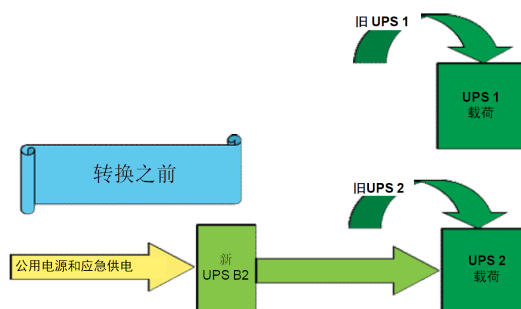 旧 UPS 1
UPS 1
载荷
转换之前
旧UPS 2
公用电源和应急供电
新
UPS B2
UPS 2
载荷